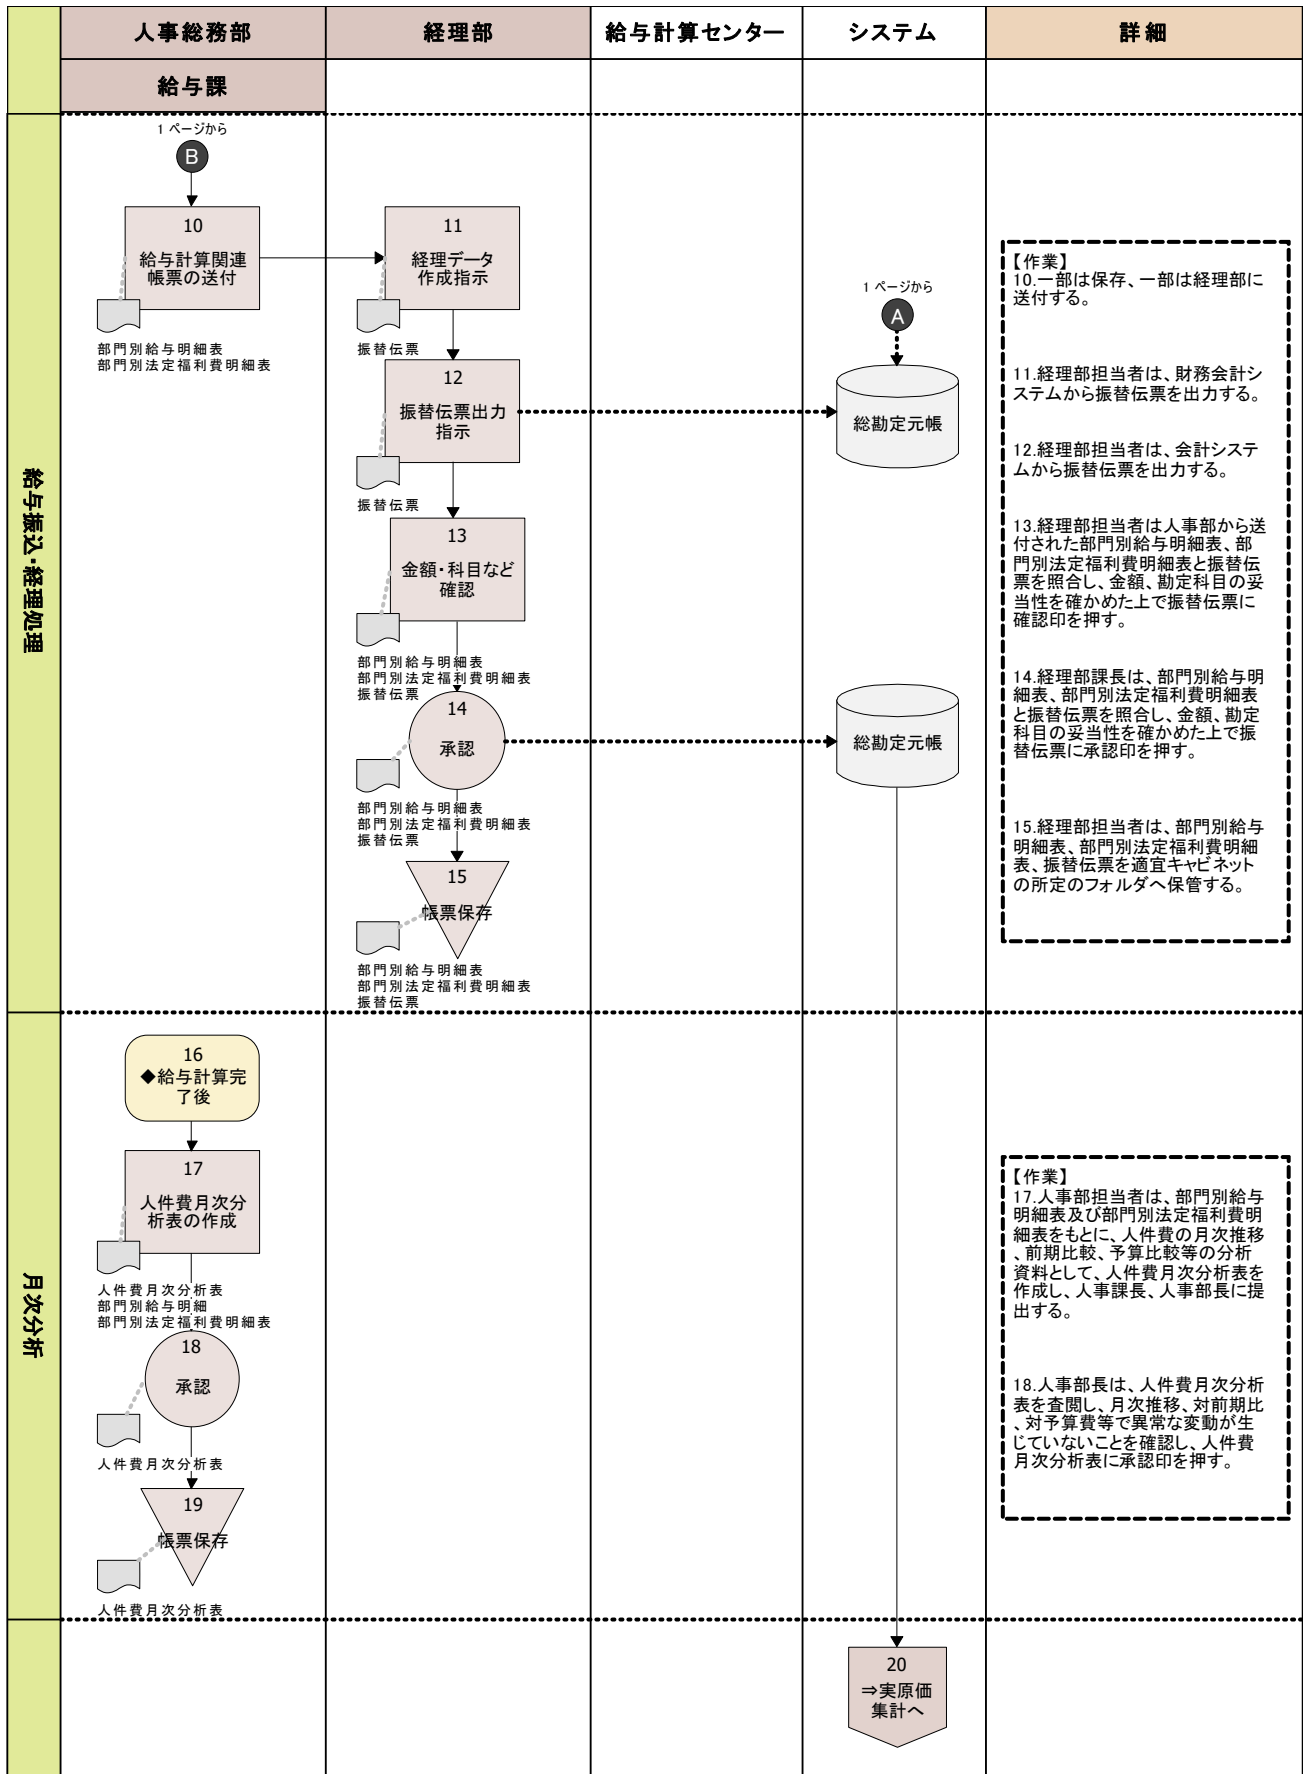 人事総務部
経理部
給与計算センター
システム
詳細
給与課
給与振込・経理処理
1 ページから
B
10
給与計算関連
帳票の送付
部門別給与明細表
部門別法定福利費明細表
11
経理データ
作成指示
振替伝票
12
振替伝票出力
指示
振替伝票
13
金額・科目など
確認
部門別給与明細表
部門別法定福利費明細表
振替伝票
14
承認
部門別給与明細表
部門別法定福利費明細表
振替伝票
15
帳票保存
部門別給与明細表
部門別法定福利費明細表
振替伝票
1 ページから
A
総勘定元帳
総勘定元帳
【作業】
10.一部は保存、一部は経理部に
送付する。
11.経理部担当者は、財務会計シ
ステムから振替伝票を出力する。
12.経理部担当者は、会計システ
ムから振替伝票を出力する。
13.経理部担当者は人事部から送
付された部門別給与明細表、部
門別法定福利費明細表と振替伝
票を照合し、金額、勘定科目の妥
当性を確かめた上で振替伝票に
確認印を押す。
14.経理部課長は、部門別給与明
細表、部門別法定福利費明細表
と振替伝票を照合し、金額、勘定
科目の妥当性を確かめた上で振
替伝票に承認印を押す。
15.経理部担当者は、部門別給与
明細表、部門別法定福利費明細
表、振替伝票を適宜キャビネット
の所定のフォルダへ保管する。
月次分析
16
◆給与計算完
了後
17
人件費月次分
析表の作成
人件費月次分析表
部門別給与明細
部門別法定福利費明細表
18
承認
人件費月次分析表
19
帳票保存
人件費月次分析表
【作業】
17.人事部担当者は、部門別給与
明細表及び部門別法定福利費明
細表をもとに、人件費の月次推移
、前期比較、予算比較等の分析
資料として、人件費月次分析表を
作成し、人事課長、人事部長に提
出する。
18.人事部長は、人件費月次分析
表を査閲し、月次推移、対前期比
、対予算費等で異常な変動が生
じていないことを確認し、人件費
月次分析表に承認印を押す。
20
⇒実原価
集計へ